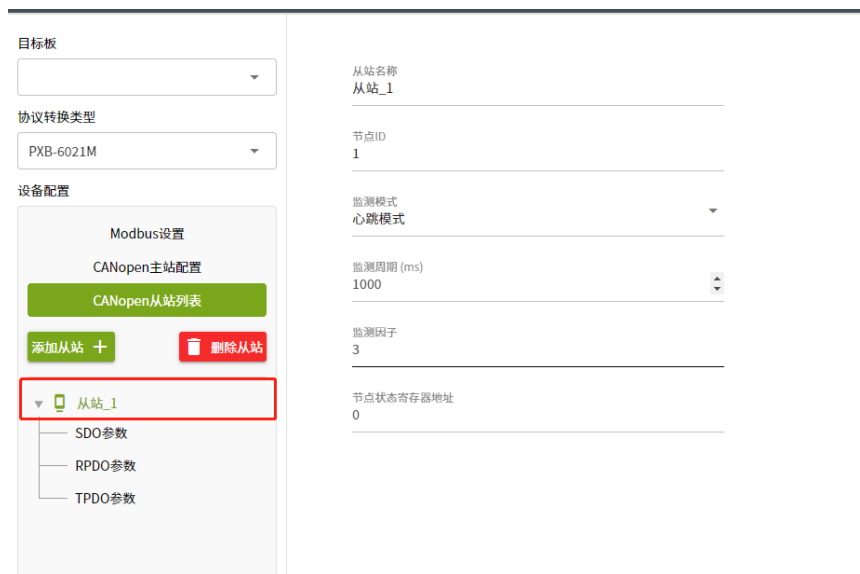 目标板
协议转换类型
PXB-6021M
设备配置
Modbus设置
CANopen主站配置
CANopen从站列表
添加从站
删除从站
从站_1
SDO参数
RPDO参数
TPDO参数
从站名称
从站_1
节点ID
1
监测模式
心跳模式
监测周期 (ms)
1000
监测因子
3
节点状态寄存器地址
0